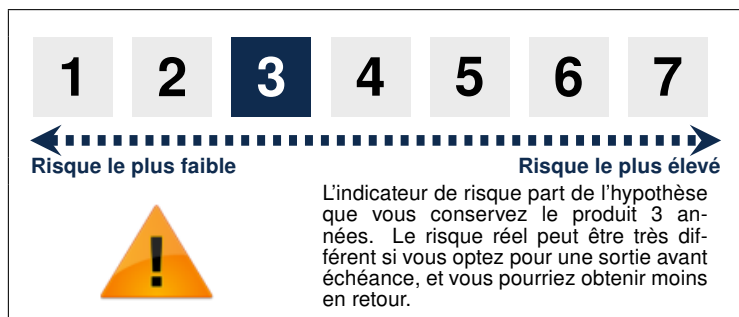 1 2 3 4 5 6 7
Risque le plus faible Risque le plus élevé
L'indicateur de risque part de l'hypothèse
que vous conservez le produit 3 an-
nées. Le risque réel peut être très dif-
férent si vous optez pour une sortie avant
échéance, et vous pourriez obtenir moins
en retour.